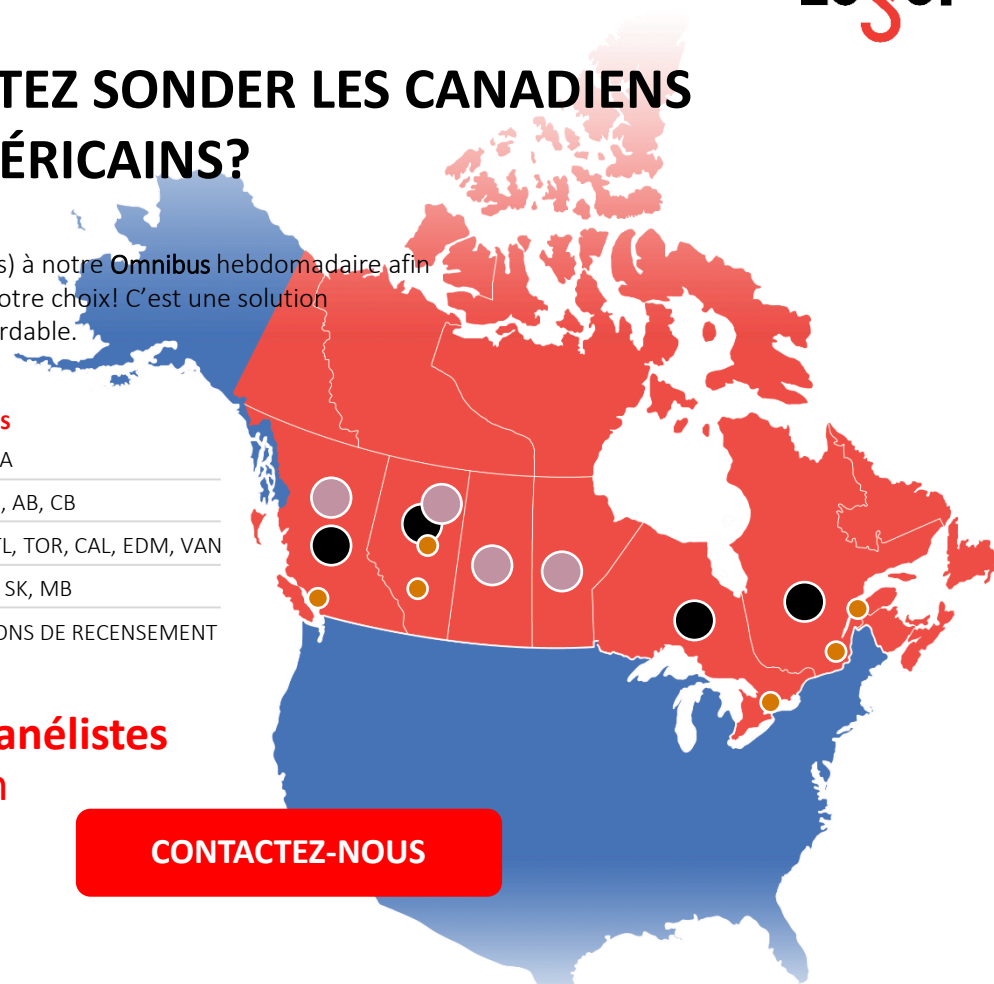 TEZ SONDER LES CANADIENS
ÉRICAINS?
s) à notre Omnibus hebdomadaire afin
otre choix! C’est une solution
rdable.
s
A
, AB, CB
TL, TOR, CAL, EDM, VAN
SK, MB
ONS DE RECENSEMENT
anélistes
n
CONTACTEZ-NOUS